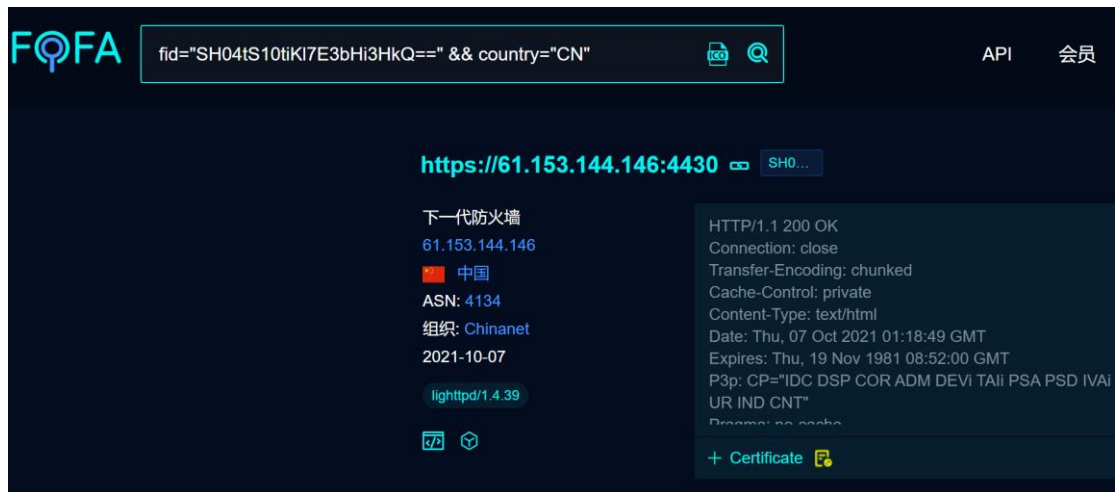 FOFA
fid="SH04tS10tiKl7E3bHi3HkQ==" && country="CN"
ICO
API
会员
https://61.153.144.146:4430
SH0...
下一代防火墙
61.153.144.146
中国
ASN: 4134
组织: Chinanet
2021-10-07
lighttpd/1.4.39
HTTP/1.1 200 OK
Connection: close
Transfer-Encoding: chunked
Cache-Control: private
Content-Type: text/html
Date: Thu, 07 Oct 2021 01:18:49 GMT
Expires: Thu, 19 Nov 1981 08:52:00 GMT
P3p: CP="IDC DSP COR ADM DEVi TAIi PSA PSD IVAi
UR IND CNT"
Pragma: no-cache
+ Certificate